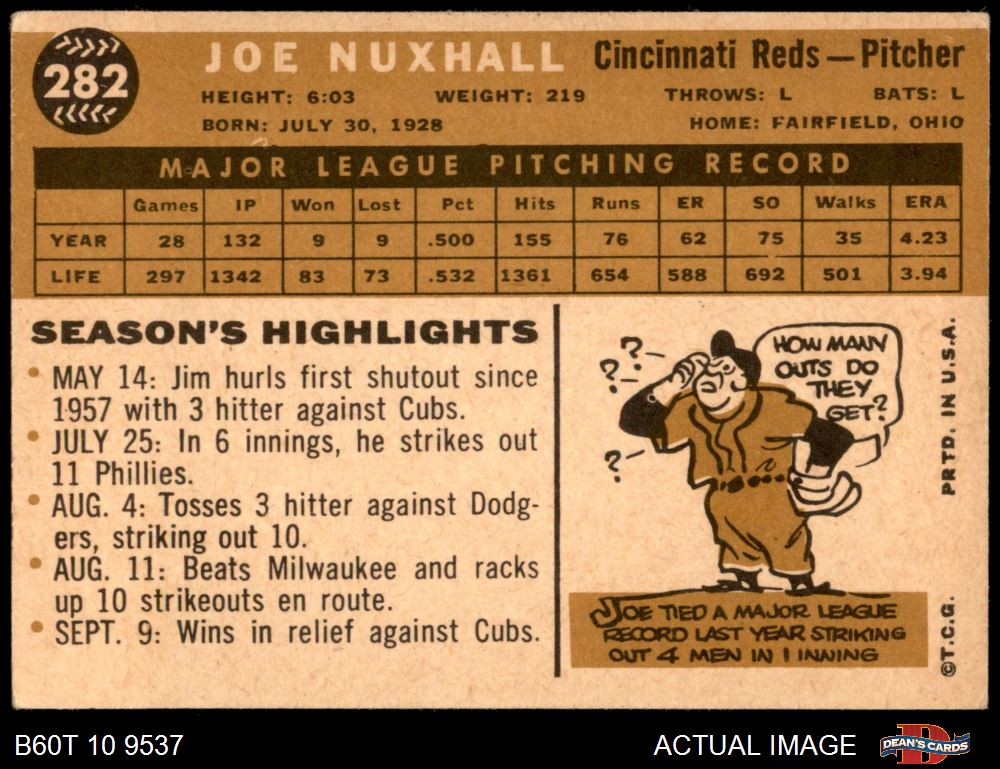 282
JOE NUXHALL Cincinnati Reds — Pitcher
HEIGHT: 6:03 WEIGHT: 219 THROWS: L BATS: L
BORN: JULY 30, 1928 HOME: FAIRFIELD, OHIO
MAJOR LEAGUE PITCHING RECORD
Games IP Won Lost Pct Hits Runs ER SO Walks ERA
YEAR 28 132 9 9 .500 155 76 62 75 35 4.23
LIFE 297 1342 83 73 .532 1361 654 588 692 501 3.94
SEASON'S HIGHLIGHTS
• MAY 14: Jim hurls first shutout since
1957 with 3 hitter against Cubs.
• JULY 25: In 6 innings, he strikes out
11 Phillies.
• AUG. 4: Tosses 3 hitter against Dodg-
ers, striking out 10.
• AUG. 11: Beats Milwaukee and racks
up 10 strikeouts en route.
• SEPT. 9: Wins in relief against Cubs.
? ? ?
HOW MANY
OUTS DO
THEY
GET?
JOE TIED A MAJOR LEAGUE
RECORD LAST YEAR STRIKING
OUT 4 MEN IN 1 INNING
PRTD. IN U.S.A.
©T.C.G.
B60T 10 9537
ACTUAL IMAGE
D
DEAN'S CARDS